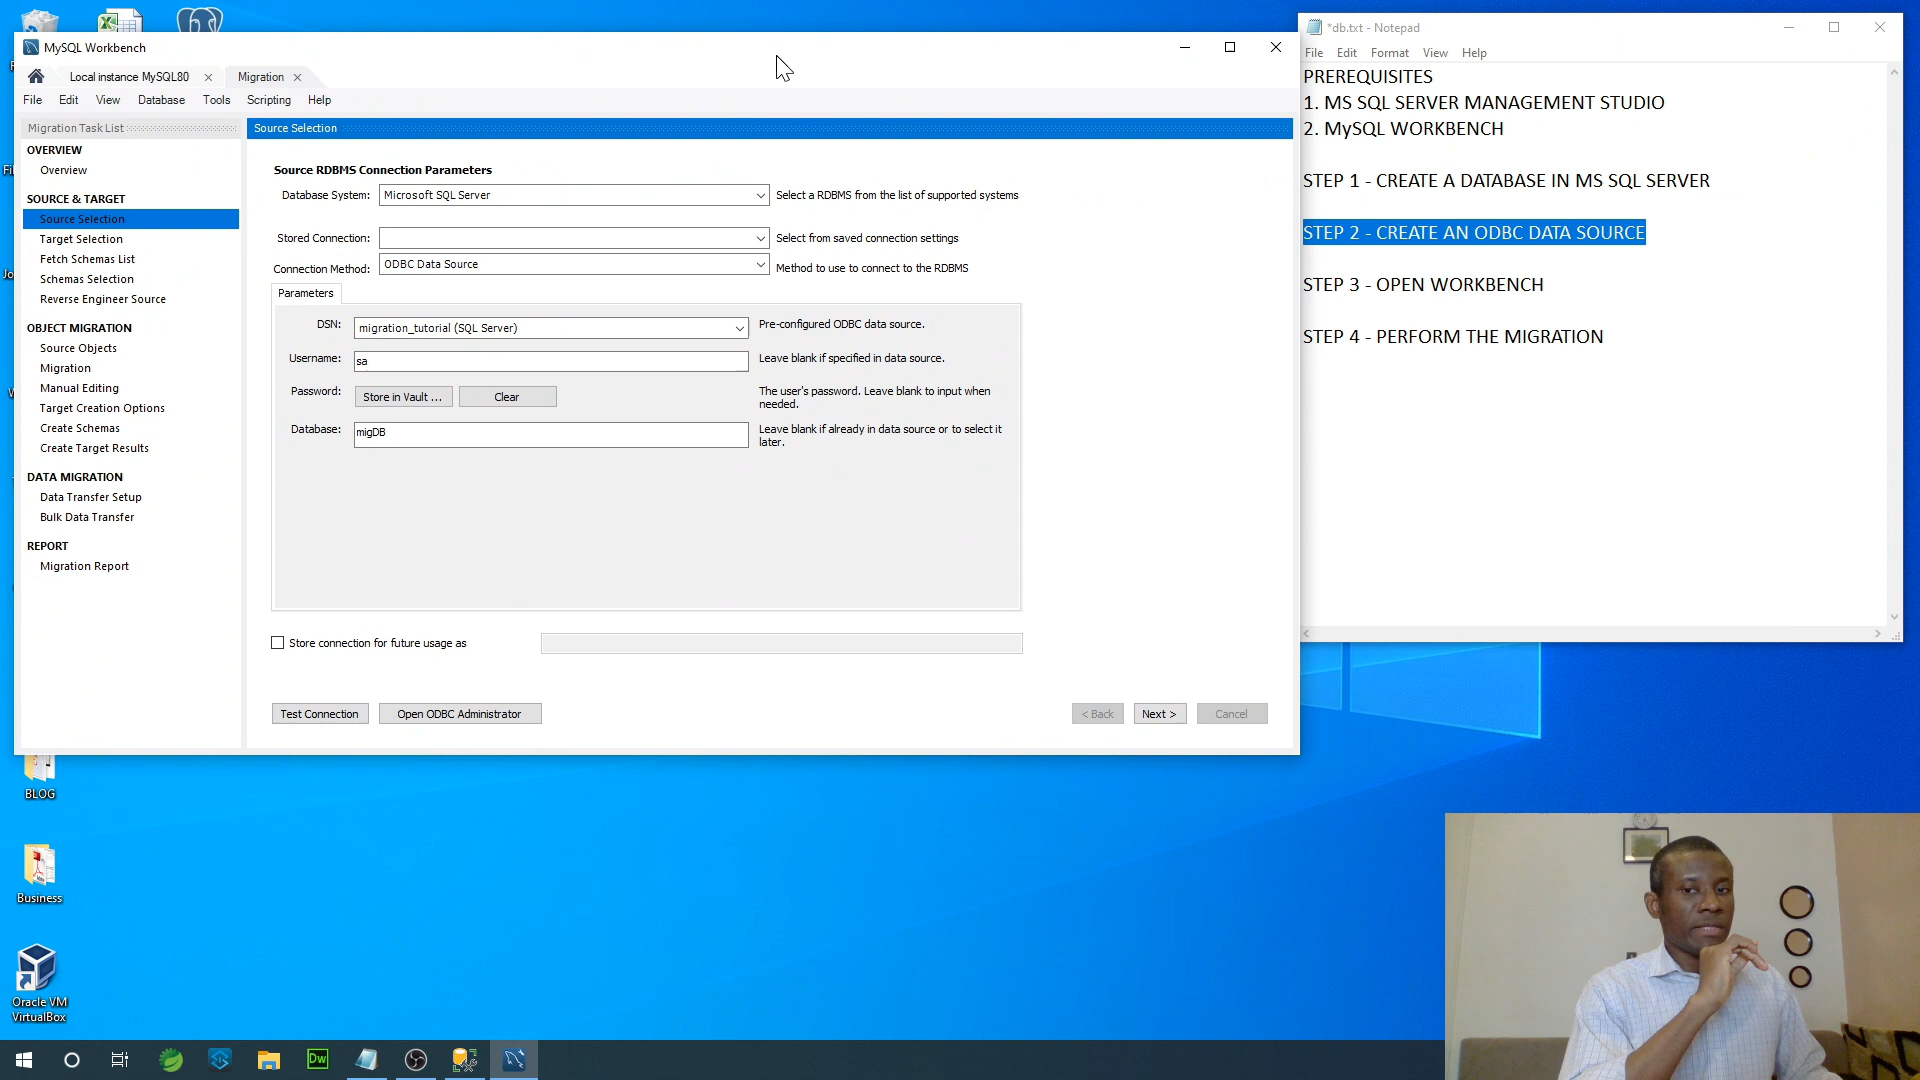 MySQL Workbench
Local instance MySQL80
Migration
File Edit View Database Tools Scripting Help
Migration Task List
OVERVIEW
Overview
SOURCE & TARGET
Source Selection
Target Selection
Fetch Schemas List
Schemas Selection
Reverse Engineer Source
OBJECT MIGRATION
Source Objects
Migration
Manual Editing
Target Creation Options
Create Schemas
Create Target Results
DATA MIGRATION
Data Transfer Setup
Bulk Data Transfer
REPORT
Migration Report
Source Selection
Source RDBMS Connection Parameters
Database System: Microsoft SQL Server Select a RDBMS from the list of supported systems
Stored Connection: Select from saved connection settings
Connection Method: ODBC Data Source Method to use to connect to the RDBMS
Parameters
DSN: migration_tutorial (SQL Server) Pre-configured ODBC data source.
Username: sa Leave blank if specified in data source.
Password: Store in Vault ... Clear The user's password. Leave blank to input when
needed.
Database: migDB Leave blank if already in data source or to select it
later.
Store connection for future usage as
Test Connection Open ODBC Administrator < Back Next > Cancel
*db.txt - Notepad
File Edit Format View Help
PREREQUISITES
1. MS SQL SERVER MANAGEMENT STUDIO
2. MySQL WORKBENCH
STEP 1 - CREATE A DATABASE IN MS SQL SERVER
STEP 2 - CREATE AN ODBC DATA SOURCE
STEP 3 - OPEN WORKBENCH
STEP 4 - PERFORM THE MIGRATION
BLOG
Business
Oracle VM
VirtualBox
Dw